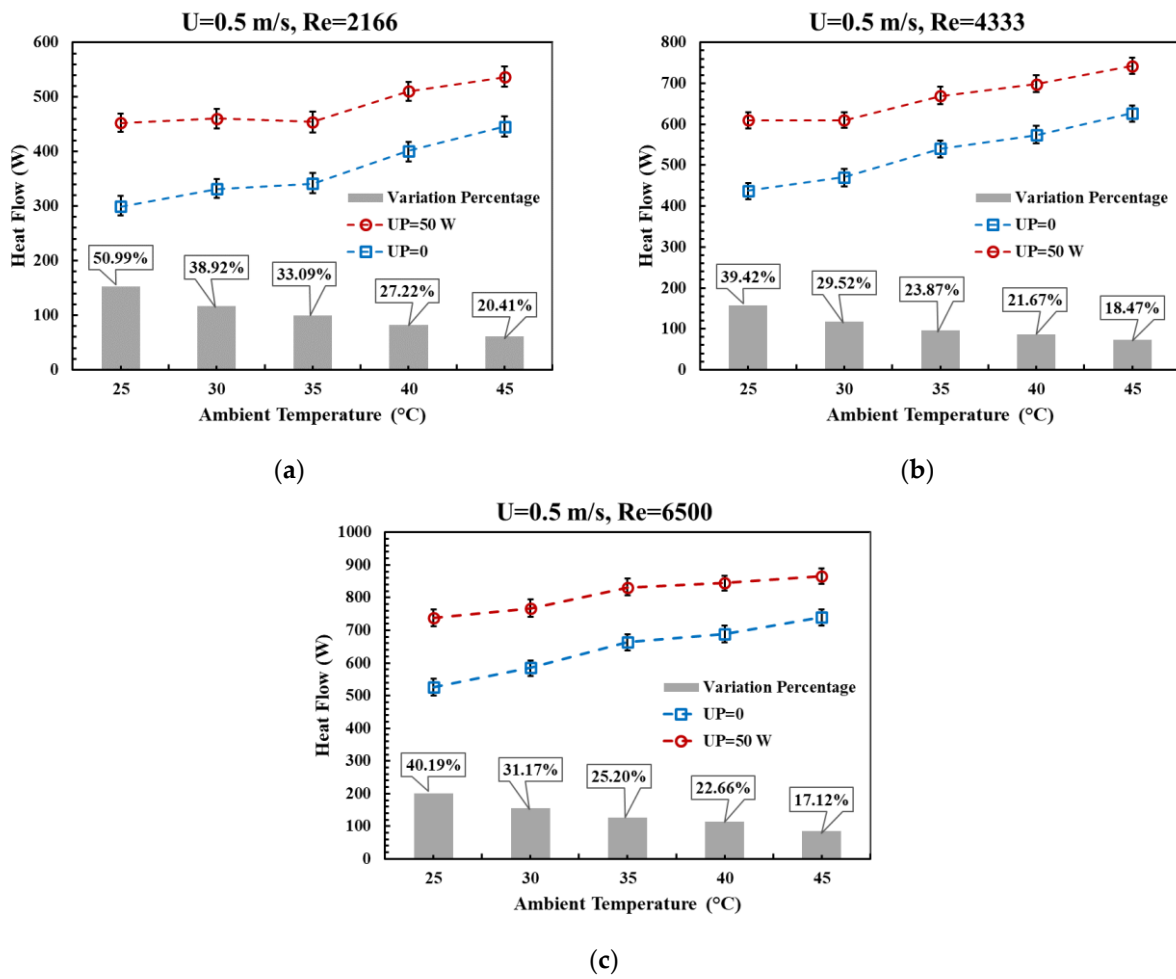 U=0.5 m/s, Re=2166
600
500
400
300
200
100
0
Heat Flow (W)
Variation Percentage
UP=50 W
UP=0
50.99%
38.92%
33.09%
27.22%
20.41%
25 30 35 40 45
Ambient Temperature (°C)
(a)
U=0.5 m/s, Re=4333
800
700
600
500
400
300
200
100
0
Heat Flow (W)
Variation Percentage
UP=0
UP=50 W
39.42%
29.52%
23.87%
21.67%
18.47%
25 30 35 40 45
Ambient Temperature (°C)
(b)
U=0.5 m/s, Re=6500
1000
900
800
700
600
500
400
300
200
100
0
Heat Flow (W)
Variation Percentage
UP=0
UP=50 W
40.19%
31.17%
25.20%
22.66%
17.12%
25 30 35 40 45
Ambient Temperature (°C)
(c)